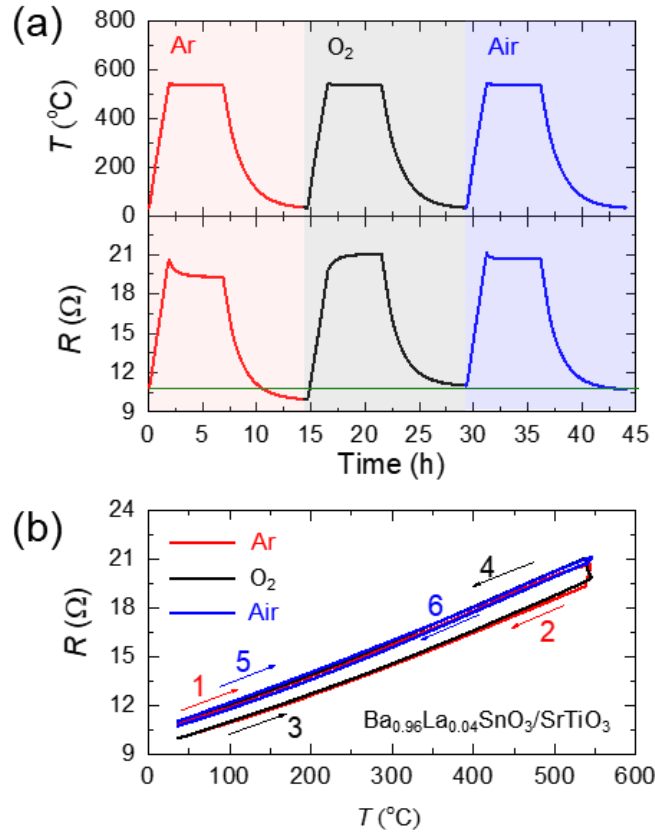 (a)
Ar
O₂
Air
T (°C)
800
600
400
200
0
R (Ω)
21
18
15
12
9
0 5 10 15 20 25 30 35 40 45
Time (h)
(b)
R (Ω)
24
21
18
15
12
9
Ar
O₂
Air
1
5
3
4
6
2
Ba₀.₉₆La₀.₀₄SnO₃/SrTiO₃
0 100 200 300 400 500 600
T (°C)